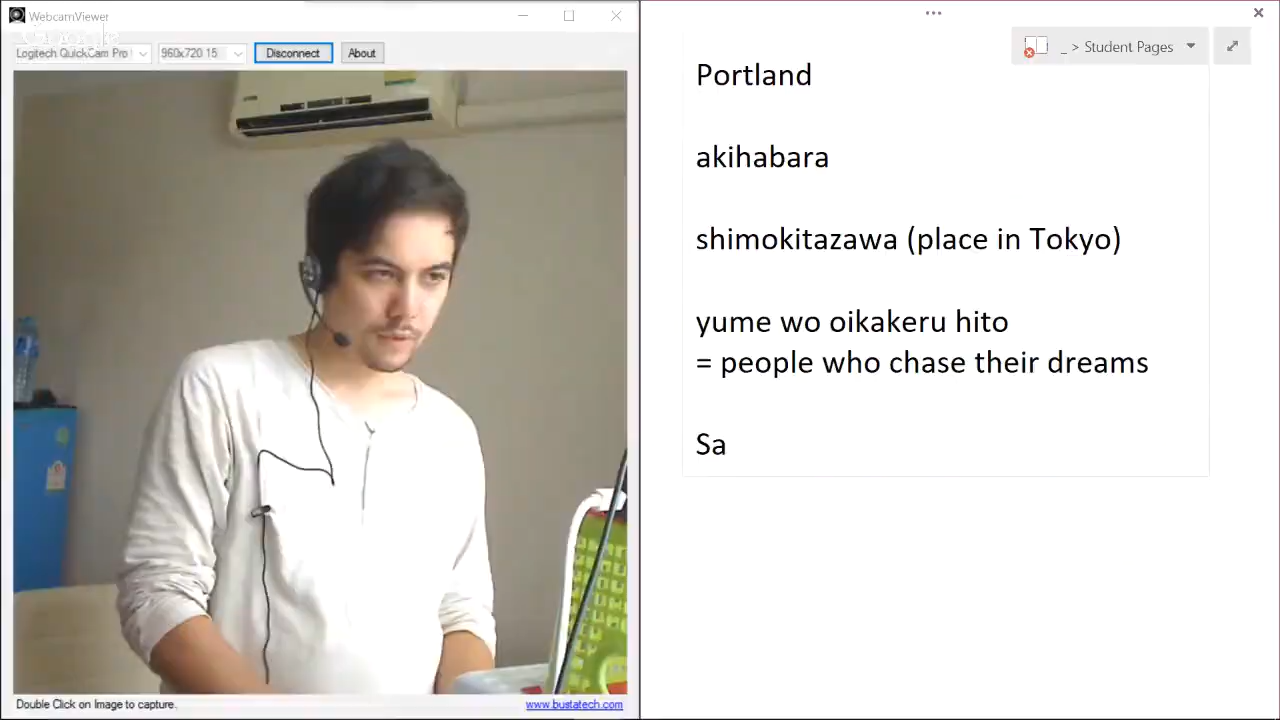 WebcamViewer
Google
Logitech QuickCam Pro
960x720 15
Disconnect
About
Double Click on Image to capture.
www.bustatech.com
_ > Student Pages
Portland
akihabara
shimokitazawa (place in Tokyo)
yume wo oikakeru hito
= people who chase their dreams
Sa